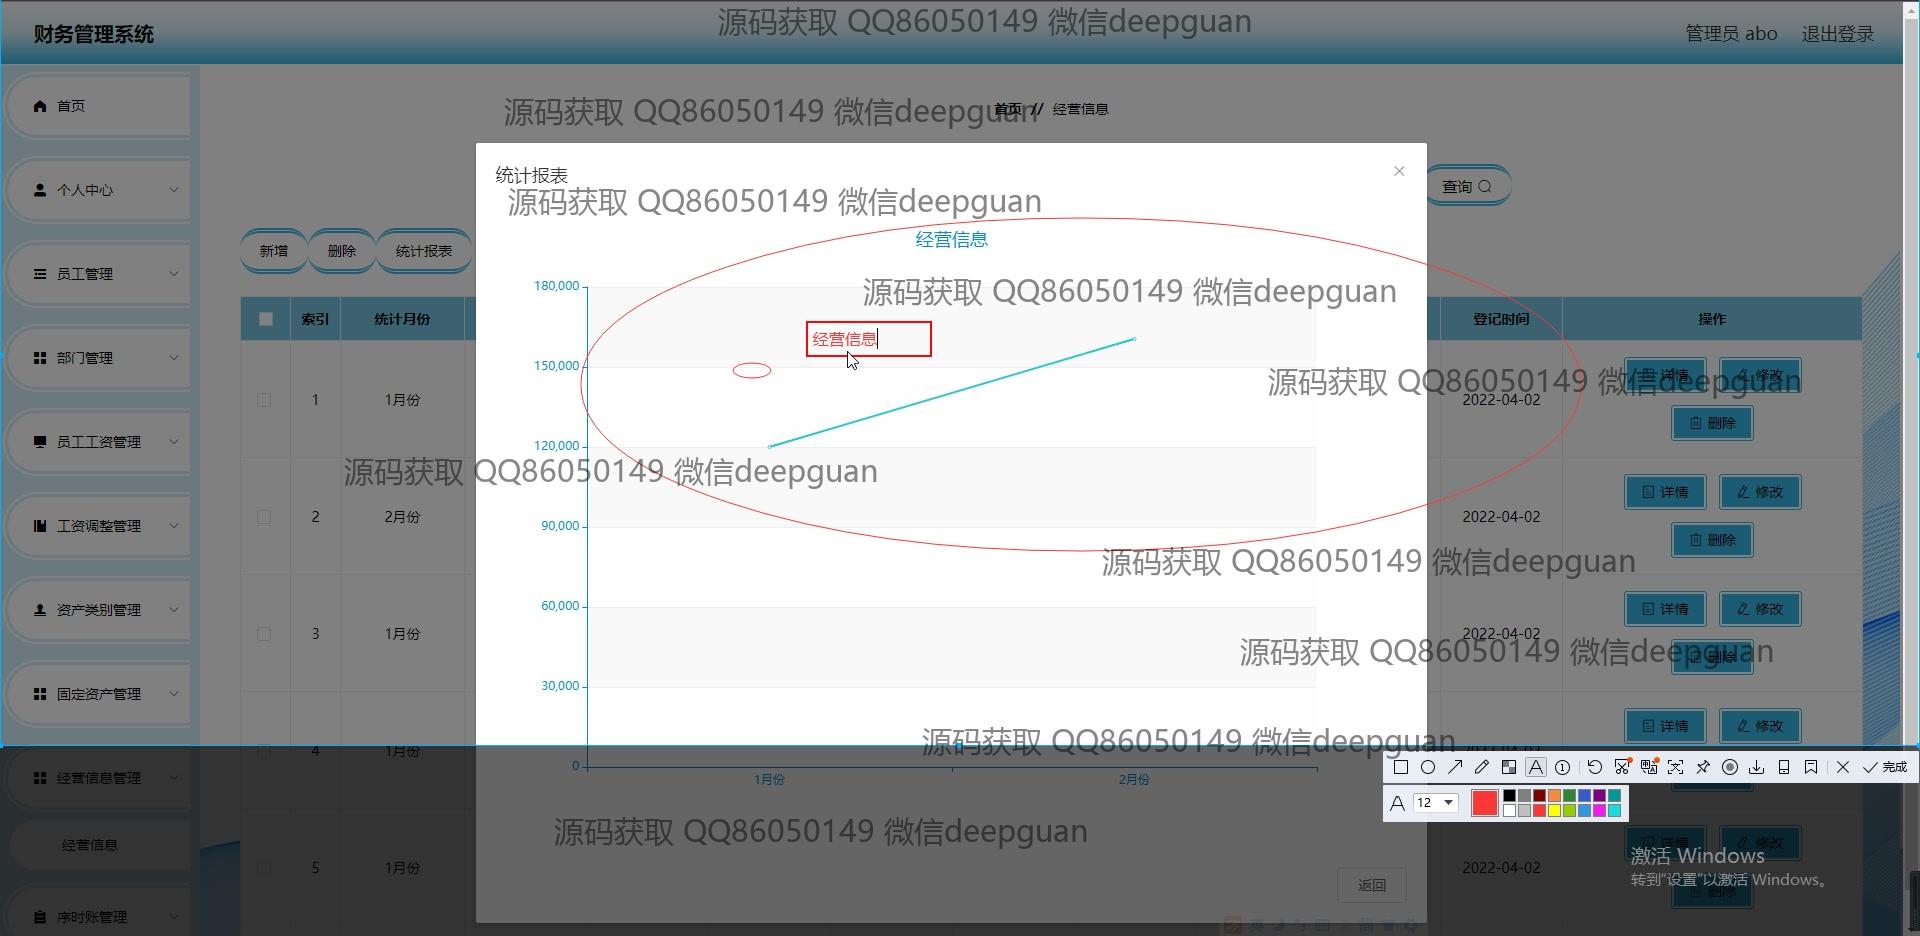 源码获取 QQ86050149 微信deepguan
财务管理系统
管理员 abo
退出登录
首页
源码获取 QQ86050149 微信deepguan
首页 // 经营信息
个人中心
统计报表
查询
源码获取 QQ86050149 微信deepguan
经营信息
新增
删除
统计报表
员工管理
180,000
源码获取 QQ86050149 微信deepguan
索引
统计月份
登记时间
操作
经营信息
部门管理
150,000
详情
修改
源码获取 QQ86050149 微信deepguan
1
1月份
2022-04-02
删除
员工工资管理
120,000
源码获取 QQ86050149 微信deepguan
详情
修改
2
2月份
2022-04-02
工资调整管理
90,000
删除
源码获取 QQ86050149 微信deepguan
资产类别管理
60,000
详情
修改
3
1月份
2022-04-02
源码获取 QQ86050149 微信deepguan
删除
固定资产管理
30,000
详情
修改
源码获取 QQ86050149 微信deepguan
4
1月份
0
1月份
2月份
完成
经营信息管理
12
源码获取 QQ86050149 微信deepguan
经营信息
详情
修改
激活 Windows
转到"设置"以激活 Windows。
5
1月份
2022-04-02
返回
删除
序时账管理